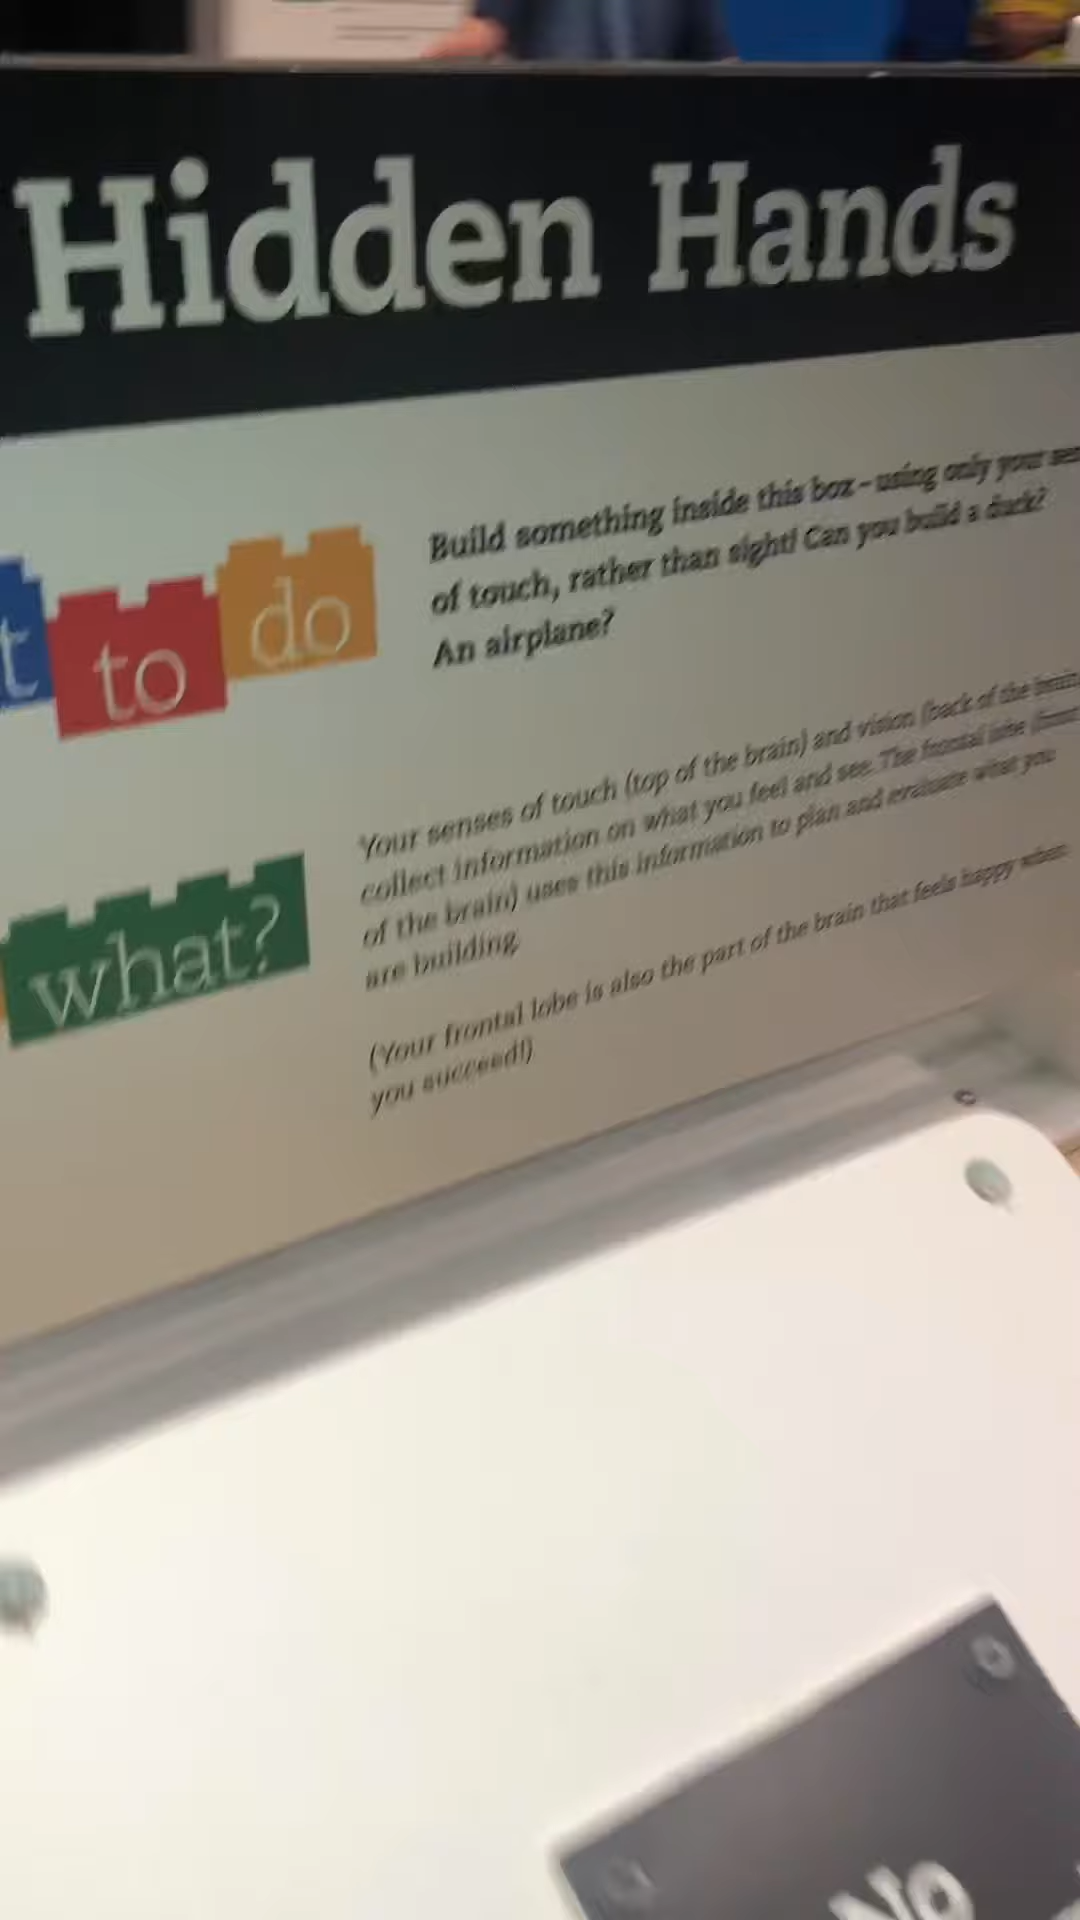 Hidden Hands
t to do
Build something inside this box - using only your
of touch, rather than sight! Can you build a duck?
An airplane?
what?
Your senses of touch (top of the brain) and vision (back of the brain
collect information on what you feel and see. The frontal lobe (front
of the brain) uses this information to plan and evaluate what you
are building.
(Your frontal lobe is also the part of the brain that feels happy when
you succeed!)
No